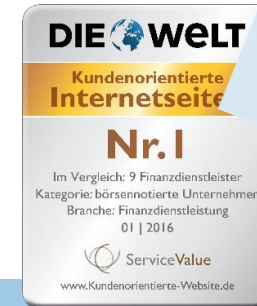 DIE WELT
Kundenorientierte
Internetseite
Nr. 1
Im Vergleich: 9 Finanzdienstleister
Kategorie: börsennotierte Unternehmen
Branche: Finanzdienstleistung
01 | 2016
ServiceValue
www.Kundenorientierte-Website.de